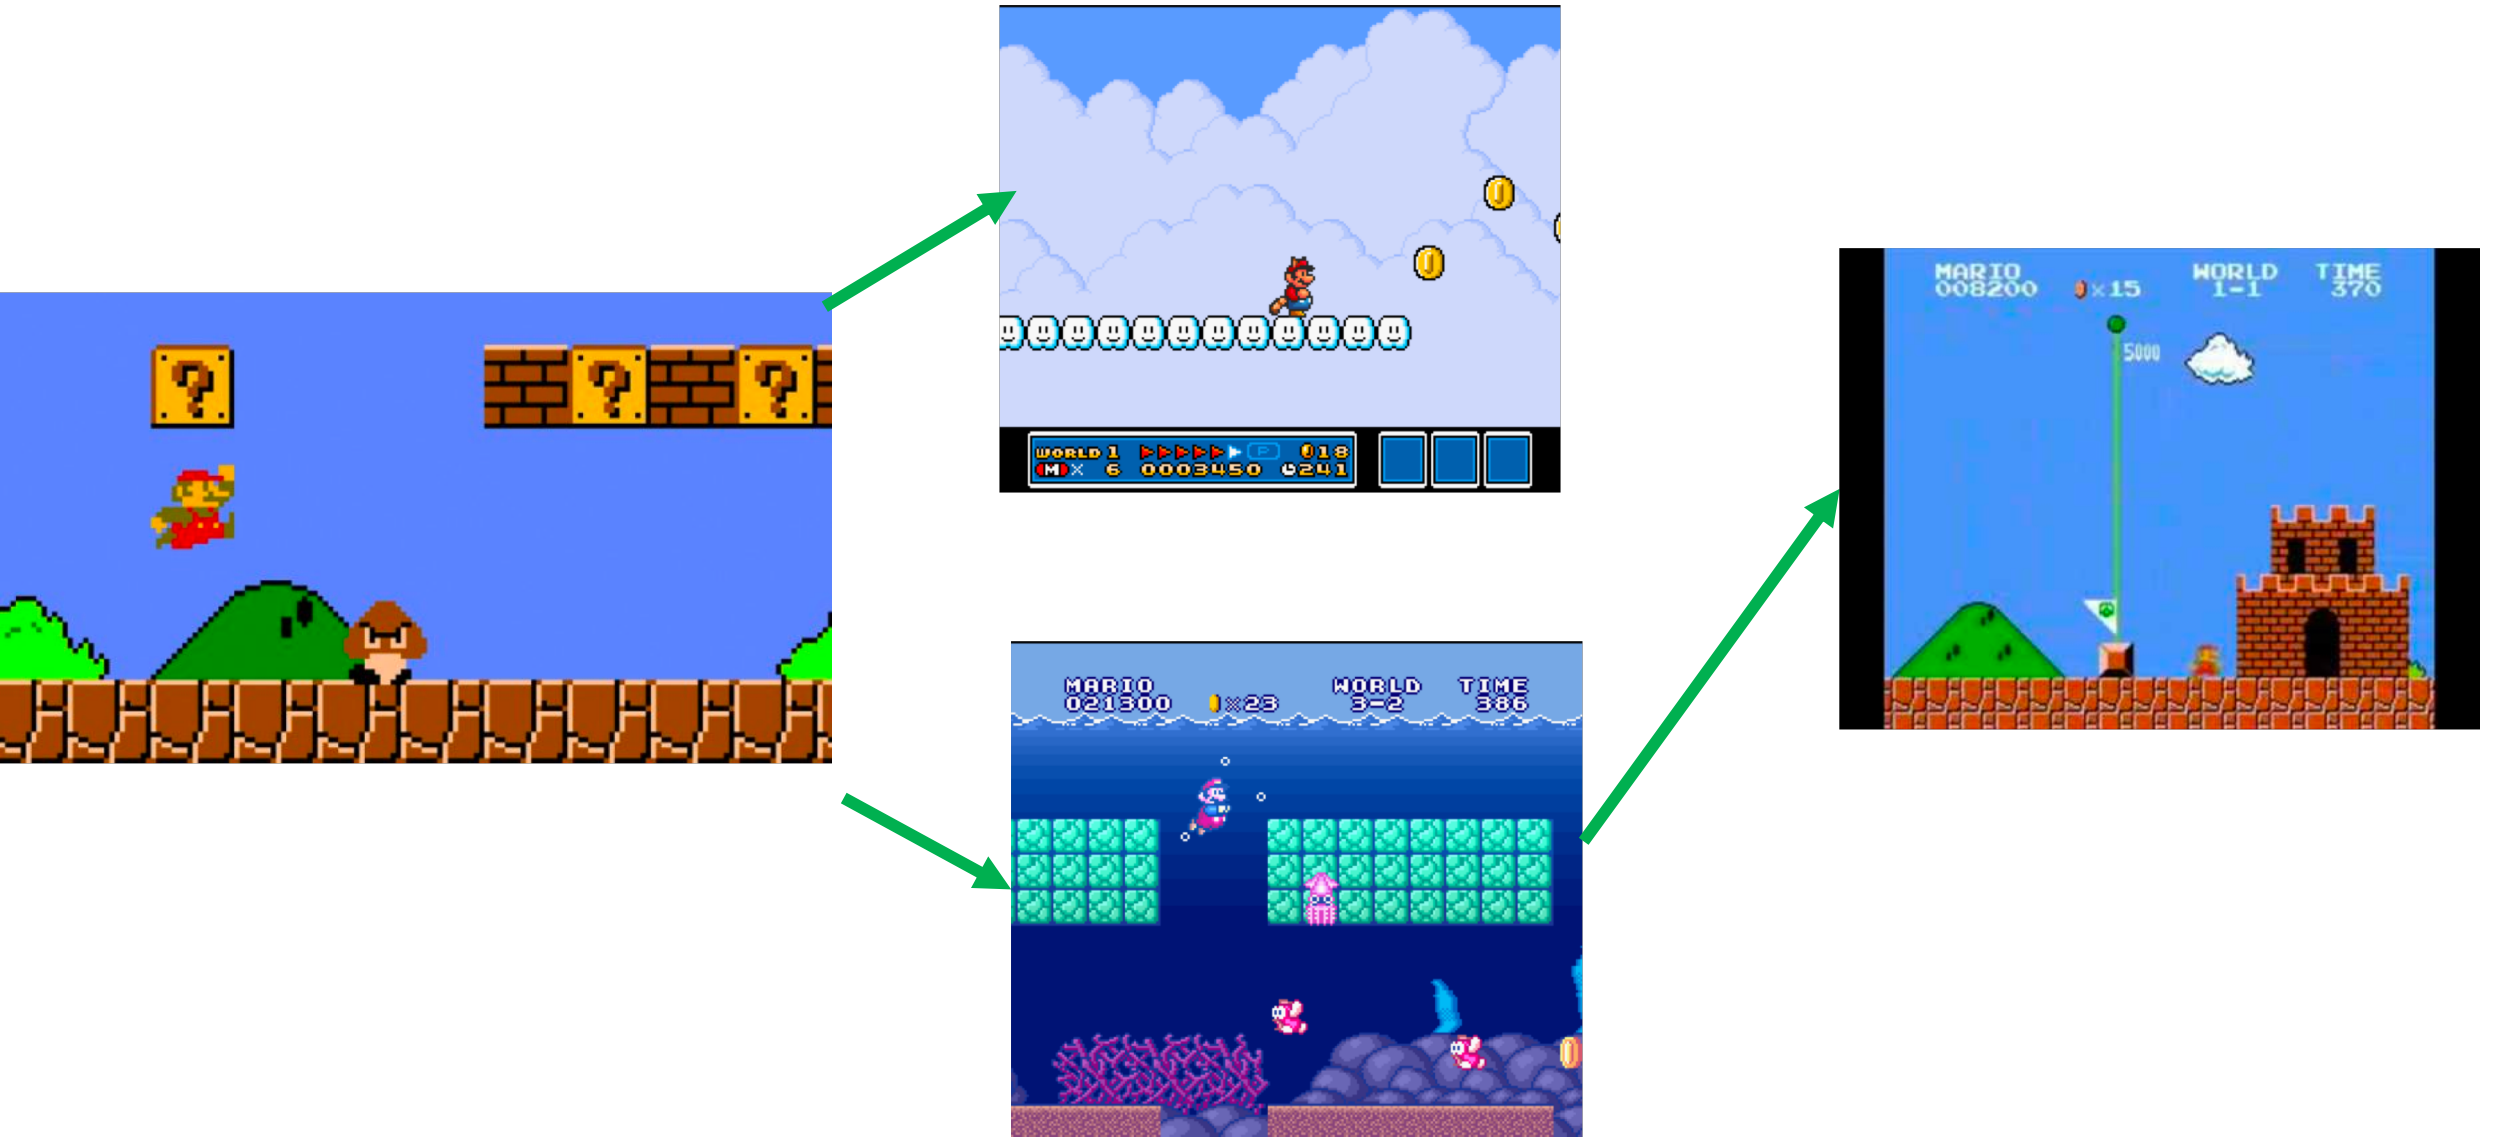 ?
?
?
WORLD 1 P 018
M x 6 0003450 241
MARIO WORLD TIME
021300 x23 3-2 386
MARIO WORLD TIME
008200 x15 1-1 370
5000